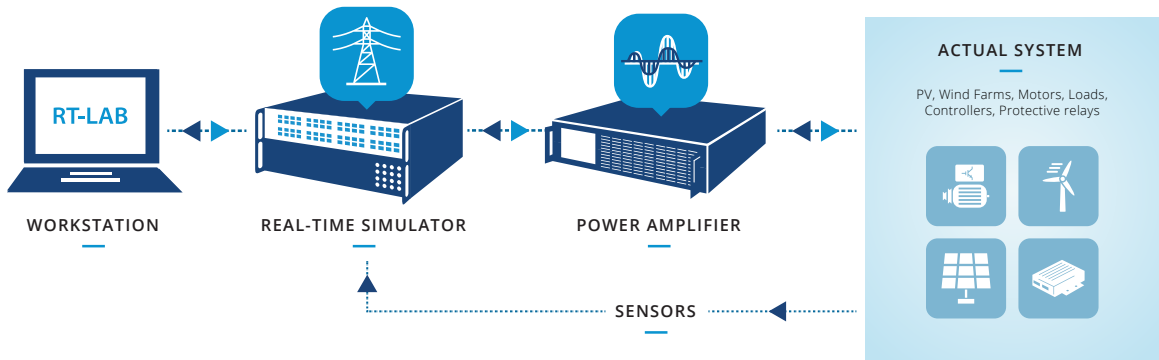 RT-LAB
WORKSTATION
REAL-TIME SIMULATOR
POWER AMPLIFIER
SENSORS
ACTUAL SYSTEM
PV, Wind Farms, Motors, Loads,
Controllers, Protective relays